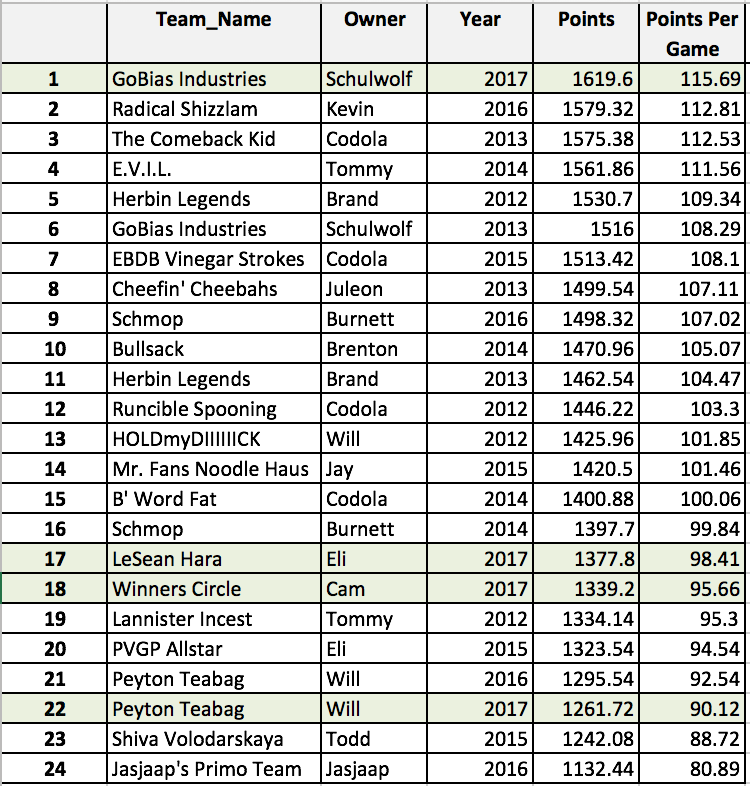 Team_Name Owner Year Points Points Per
Game
1 GoBias Industries Schulwolf 2017 1619.6 115.69
2 Radical Shizzlam Kevin 2016 1579.32 112.81
3 The Comeback Kid Codola 2013 1575.38 112.53
4 E.V.I.L. Tommy 2014 1561.86 111.56
5 Herbin Legends Brand 2012 1530.7 109.34
6 GoBias Industries Schulwolf 2013 1516 108.29
7 EBDB Vinegar Strokes Codola 2015 1513.42 108.1
8 Cheefin' Cheebahs Juleon 2013 1499.54 107.11
9 Schmop Burnett 2016 1498.32 107.02
10 Bullsack Brenton 2014 1470.96 105.07
11 Herbin Legends Brand 2013 1462.54 104.47
12 Runcible Spooning Codola 2012 1446.22 103.3
13 HOLDmyDIIIIIICK Will 2012 1425.96 101.85
14 Mr. Fans Noodle Haus Jay 2015 1420.5 101.46
15 B' Word Fat Codola 2014 1400.88 100.06
16 Schmop Burnett 2014 1397.7 99.84
17 LeSean Hara Eli 2017 1377.8 98.41
18 Winners Circle Cam 2017 1339.2 95.66
19 Lannister Incest Tommy 2012 1334.14 95.3
20 PVGP Allstar Eli 2015 1323.54 94.54
21 Peyton Teabag Will 2016 1295.54 92.54
22 Peyton Teabag Will 2017 1261.72 90.12
23 Shiva Volodarskaya Todd 2015 1242.08 88.72
24 Jasjaap's Primo Team Jasjaap 2016 1132.44 80.89